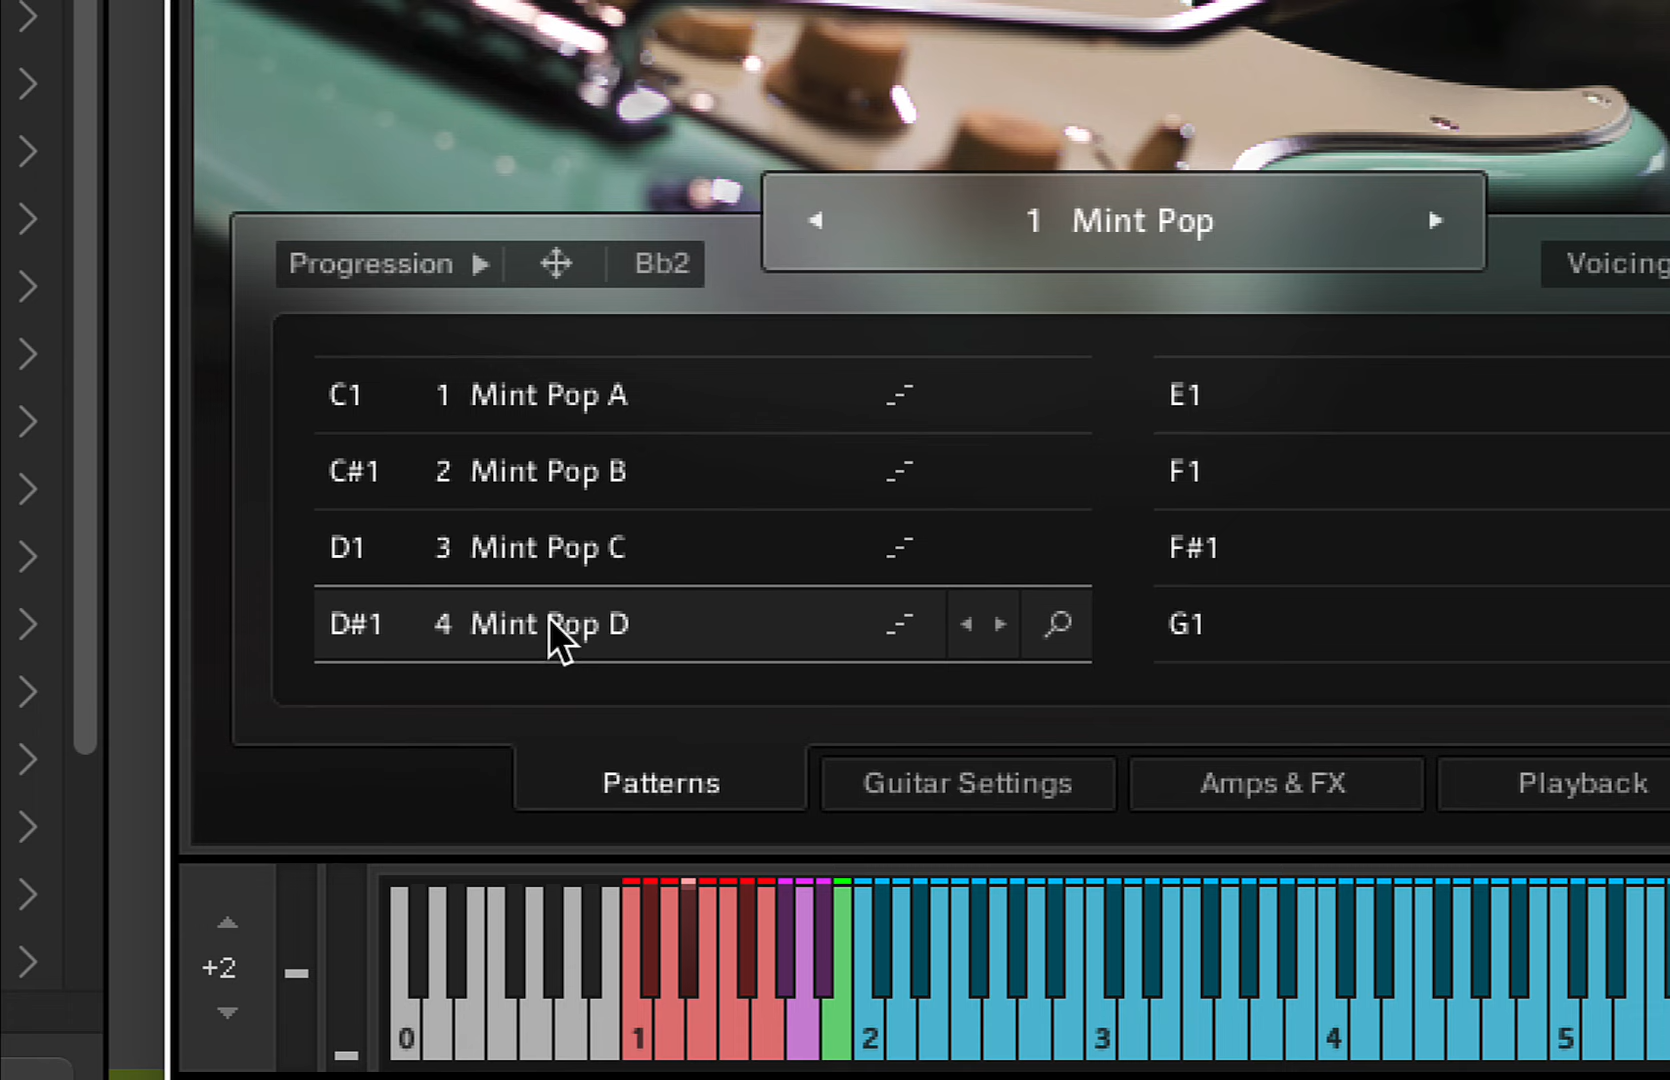 1 Mint Pop
Progression Bb2
Voicing
C1 1 Mint Pop A
E1
C#1 2 Mint Pop B
F1
D1 3 Mint Pop C
F#1
D#1 4 Mint Pop D
G1
Patterns Guitar Settings Amps & FX Playback
+2
0 1 2 3 4 5